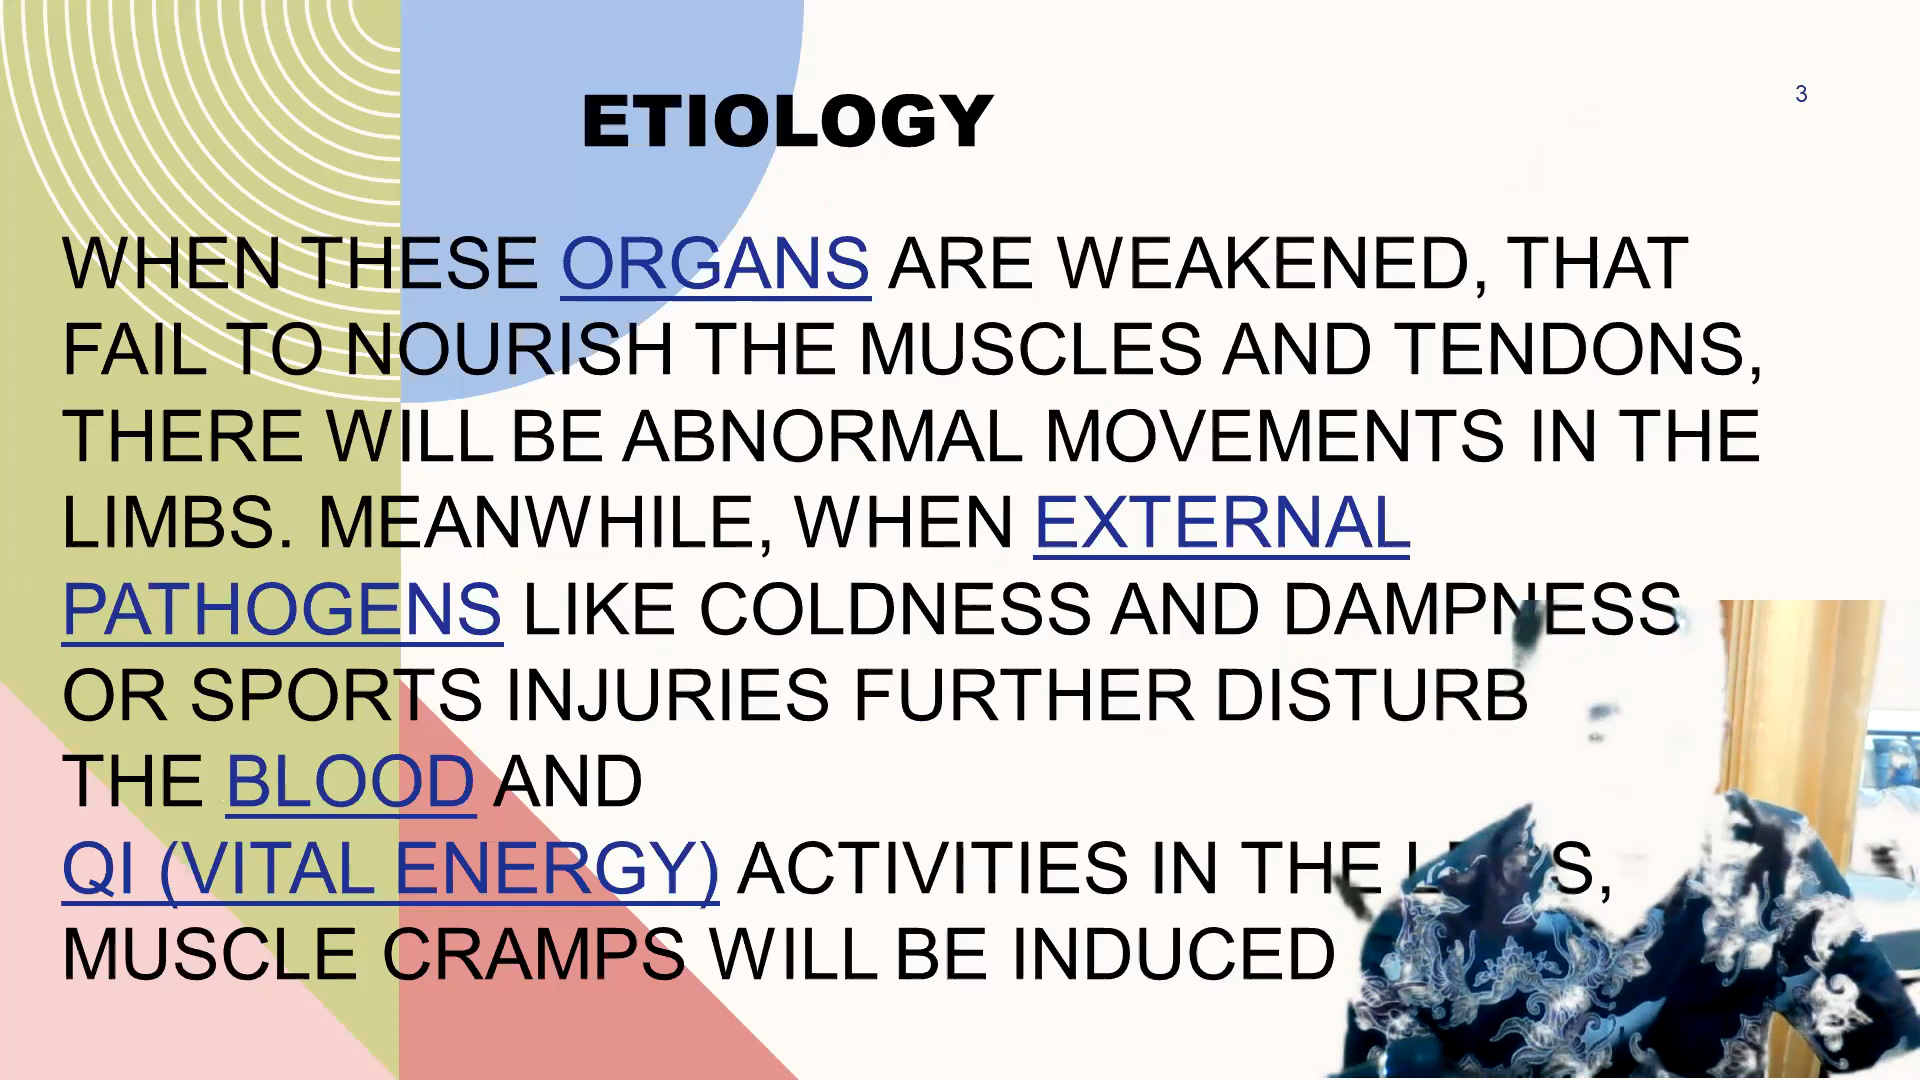 ETIOLOGY
3
WHEN THESE ORGANS ARE WEAKENED, THAT
FAIL TO NOURISH THE MUSCLES AND TENDONS,
THERE WILL BE ABNORMAL MOVEMENTS IN THE
LIMBS. MEANWHILE, WHEN EXTERNAL
PATHOGENS LIKE COLDNESS AND DAMPNESS
OR SPORTS INJURIES FURTHER DISTURB
THE BLOOD AND
QI (VITAL ENERGY) ACTIVITIES IN THE
MUSCLE CRAMPS WILL BE INDUCED